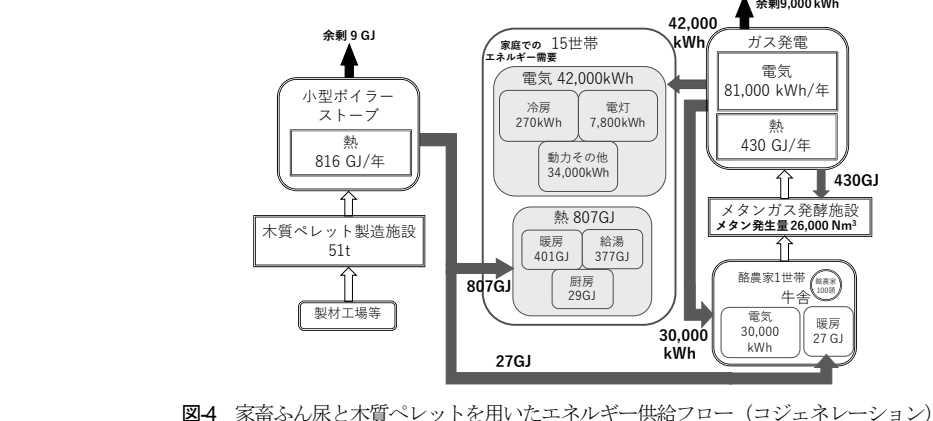 余剰 9 GJ
小型ボイラー
ストーブ
熱
816 GJ/年
木質ペレット製造施設
51t
製材工場等
家庭での
エネルギー需要
15世帯
電気 42,000kWh
冷房
270kWh
電灯
7,800kWh
動力その他
34,000kWh
熱 807GJ
暖房
401GJ
給湯
377GJ
厨房
29GJ
807GJ
27GJ
42,000
kWh
余剰9,000 kWh
ガス発電
電気
81,000 kWh/年
熱
430 GJ/年
430GJ
メタンガス発酵施設
メタン発生量 26,000 Nm³
酪農家1世帯
牛舎
酪農家
100頭
電気
30,000
kWh
暖房
27 GJ
30,000
kWh
図-4 家畜ふん尿と木質ペレットを用いたエネルギー供給フロー（コジェネレーション）